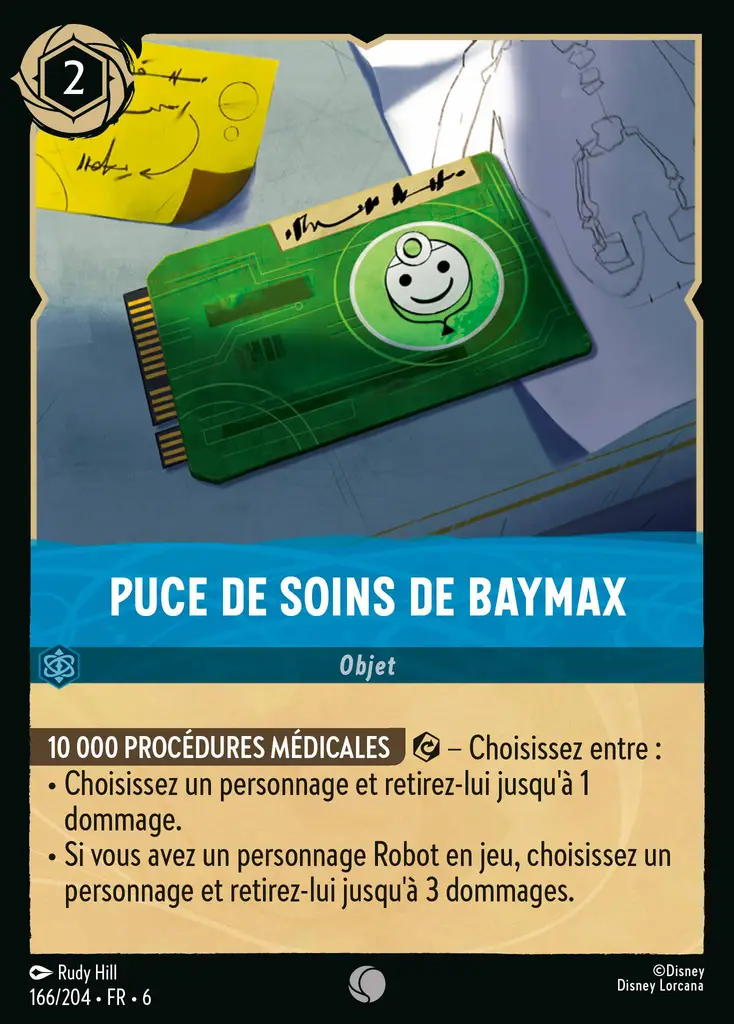 2
PUCE DE SOINS DE BAYMAX
Objet
10 000 PROCÉDURES MÉDICALES – Choisissez entre :
• Choisissez un personnage et retirez-lui jusqu'à 1
dommage.
• Si vous avez un personnage Robot en jeu, choisissez un
personnage et retirez-lui jusqu'à 3 dommages.
Rudy Hill
166/204 • FR • 6
©Disney
Disney Lorcana